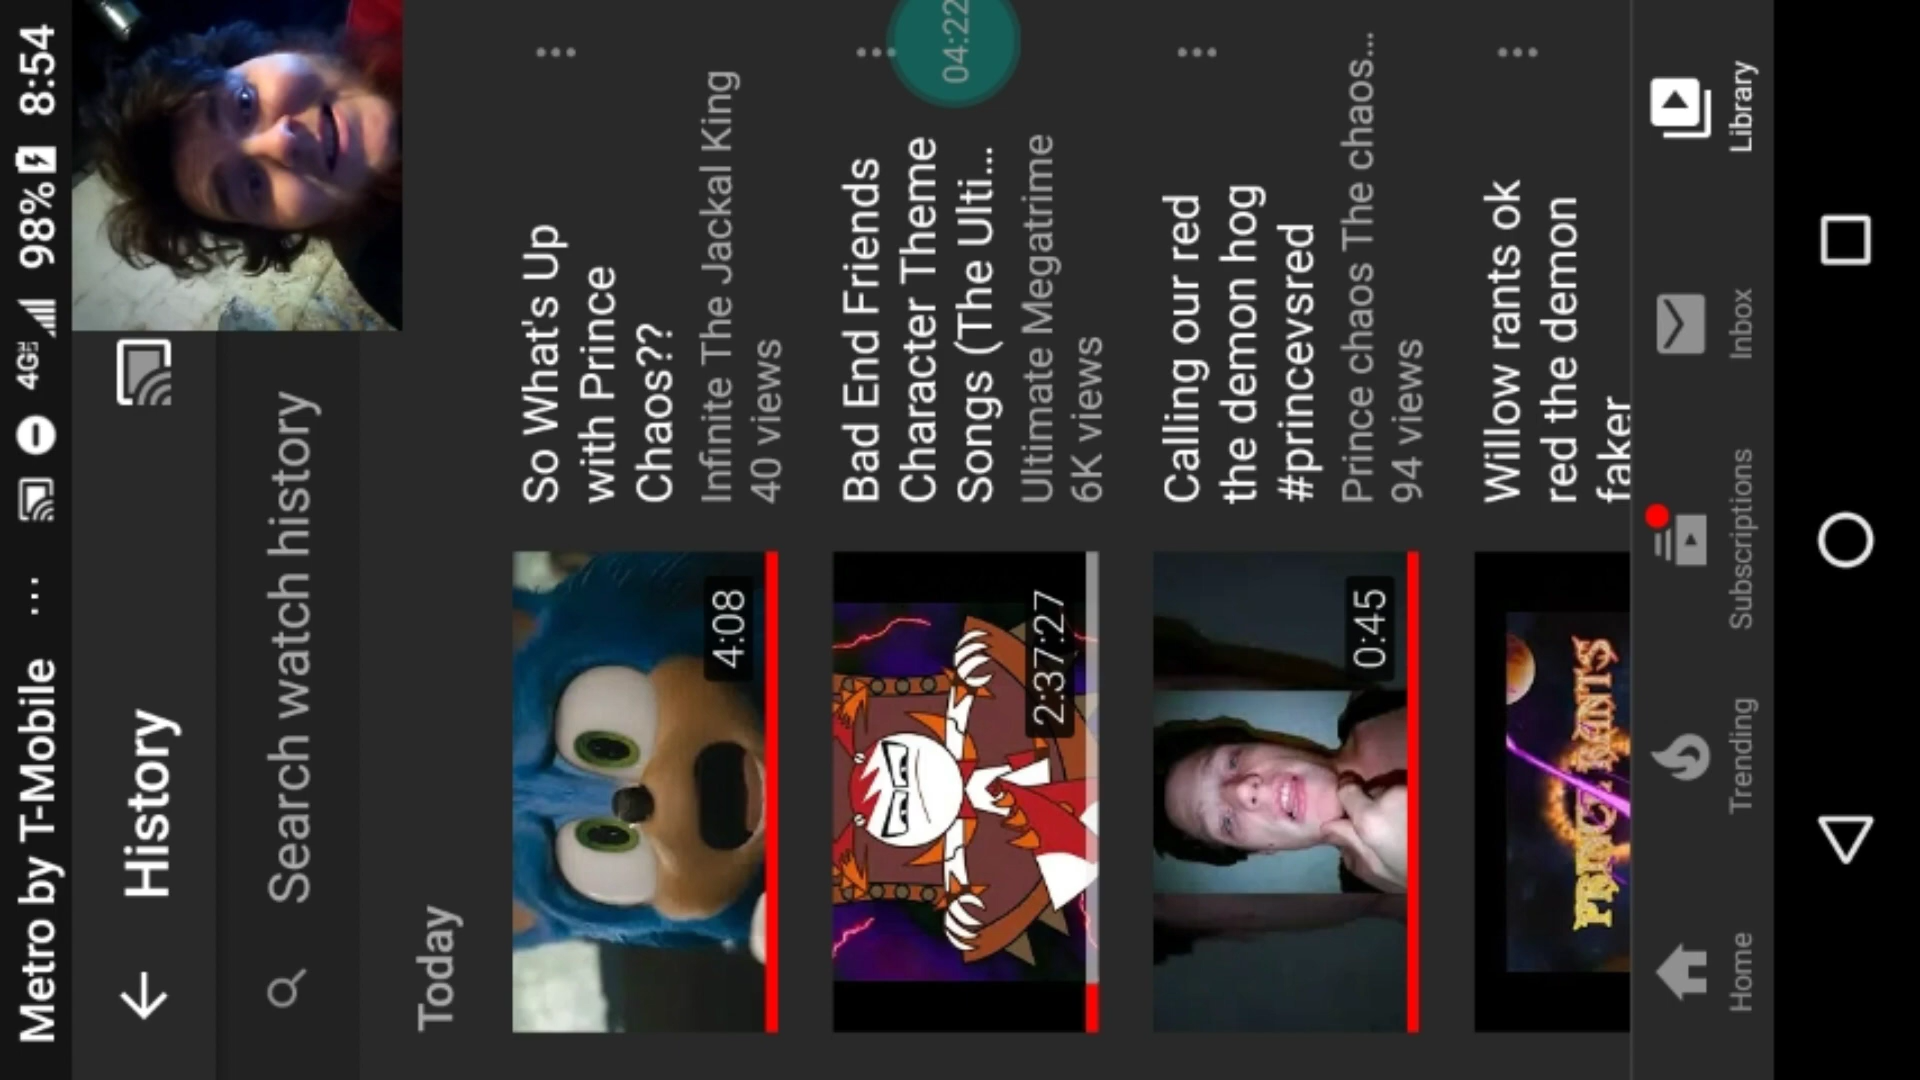 Metro by T-Mobile ... 4G 98% 8:54
History
Search watch history
Today
4:08
So What's Up
with Prince
Chaos??
Infinite The Jackal King
40 views
2:37:27
Bad End Friends
Character Theme
Songs (The Ulti...
Ultimate Megatrime
6K views
04:22
0:45
Calling our red
the demon hog
#princevsred
Prince chaos The chaos...
94 views
PRINCE RANTS
Willow rants ok
red the demon
faker
Home
Trending
Subscriptions
Inbox
Library